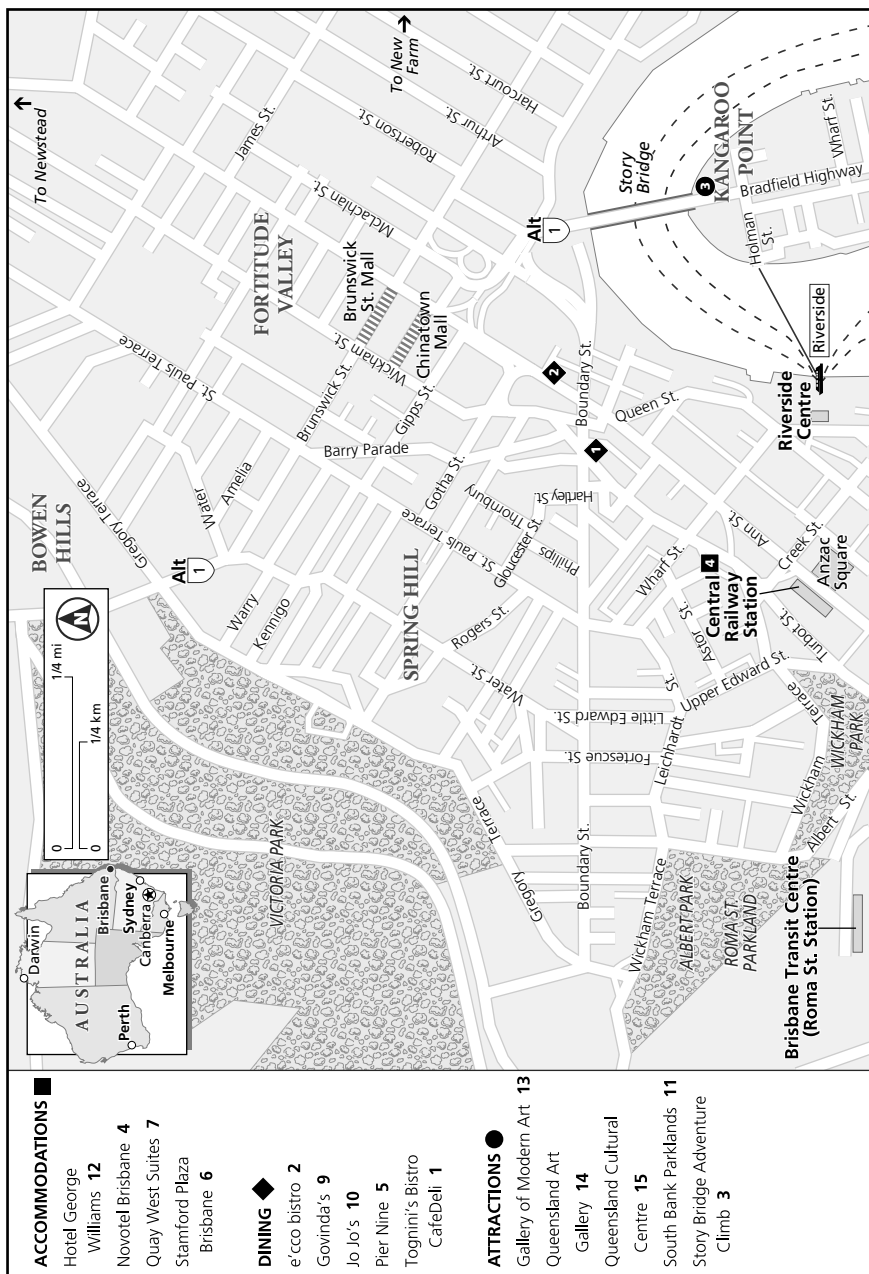 ACCOMMODATIONS
Hotel George
Williams 12
Novotel Brisbane 4
Quay West Suites 7
Stamford Plaza
Brisbane 6
DINING
e'cco bistro 2
Govinda's 9
Jo Jo's 10
Pier Nine 5
Tognini's Bistro
CafeDeli 1
ATTRACTIONS
Gallery of Modern Art 13
Queensland Art
Gallery 14
Queensland Cultural
Centre 15
South Bank Parklands 11
Story Bridge Adventure
Climb 3
AUSTRALIA
Darwin
Perth
Brisbane
Sydney
Canberra
Melbourne
0
1/4 mi
0
1/4 km
N
To Newstead
BOWEN
HILLS
Gregory Terrace
Alt
1
Water
Amelia
Warry
Kennigo
St. Pauls Terrace
FORTITUDE
VALLEY
James St.
McLachlan St.
Robertson St.
Arthur St.
Harcourt St.
To New
Farm
Brunswick
St. Mall
Brunswick St.
Wickham St.
Chinatown
Mall
Gipps St.
Barry Parade
VICTORIA PARK
SPRING HILL
Gotha St.
Thornbury
St. Pauls Terrace
Gloucester St.
Phillips
Hartley St.
Rogers St.
Water St.
Alt
1
Story
Bridge
3
KANGAROO
POINT
Bradfield Highway
Wharf St.
Holman
St.
2
Boundary St.
1
Queen St.
Riverside
Riverside
Centre
Gregory
Terrace
Boundary St.
Fortescue St.
Little Edward St.
Leichhardt
St.
Upper Edward St.
Wharf St.
Astor St.
4
Central
Railway
Station
Ann St.
Creek St.
Anzac
Square
Turbot St.
Wickham
Terrace
WICKHAM
PARK
Albert St.
Wickham Terrace
ALBERT PARK
ROMA ST.
PARKLAND
Brisbane Transit Centre
(Roma St. Station)